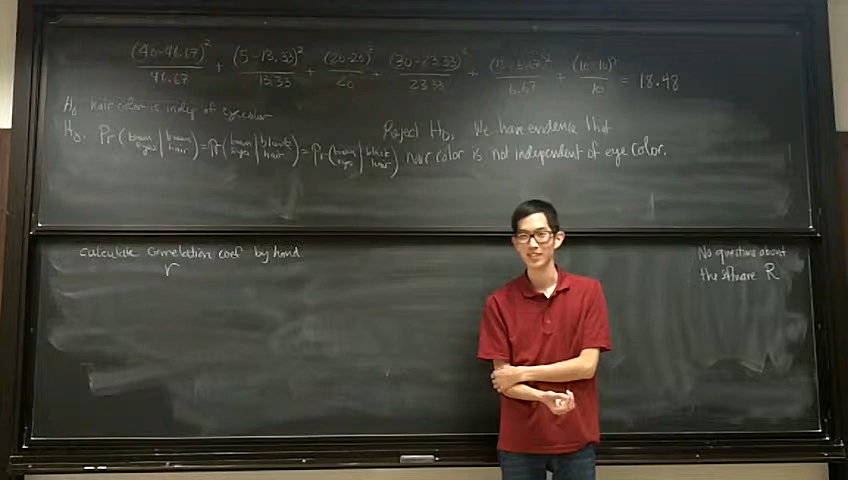 (40-46.67)² / 46.67 + (5-13.33)² / 13.33 + (20-20)² / 20 + (30-23.33)² / 23.33 + (15-6.67)² / 6.67 + (10-10)² / 10 = 18.48
H₀ hair color is indep of eye color
H₀. Pr(brown eyes | brown hair) = Pr(brown eyes | blonde hair) = Pr(brown eyes | black hair)
Reject H₀, We have evidence that
hair color is not independent of eye color.
calculate correlation coef by hand
r
No questions about
the software R